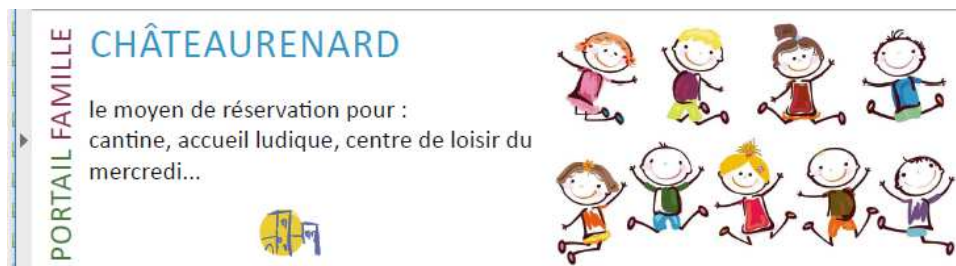 PORTAIL FAMILLE
CHÂTEAURENARD
le moyen de réservation pour :
cantine, accueil ludique, centre de loisir du
mercredi...